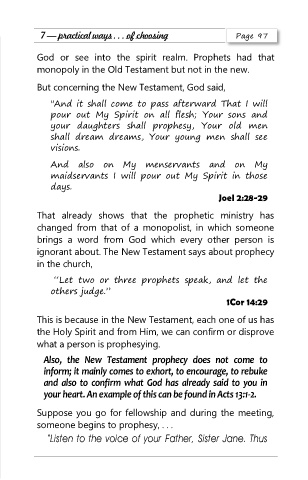 7 — practical ways . . . of choosing
Page 97
God or see into the spirit realm. Prophets had that
monopoly in the Old Testament but not in the new.
But concerning the New Testament, God said,
"And it shall come to pass afterward That I will
pour out My Spirit on all flesh; Your sons and
your daughters shall prophesy, Your old men
shall dream dreams, Your young men shall see
visions.
And also on My menservants and on My
maidservants I will pour out My Spirit in those
days.
Joel 2:28-29
That already shows that the prophetic ministry has
changed from that of a monopolist, in which someone
brings a word from God which every other person is
ignorant about. The New Testament says about prophecy
in the church,
"Let two or three prophets speak, and let the
others judge."
1Cor 14:29
This is because in the New Testament, each one of us has
the Holy Spirit and from Him, we can confirm or disprove
what a person is prophesying.
Also, the New Testament prophecy does not come to
inform; it mainly comes to exhort, to encourage, to rebuke
and also to confirm what God has already said to you in
your heart. An example of this can be found in Acts 13:1-2.
Suppose you go for fellowship and during the meeting,
someone begins to prophesy, . . .
"Listen to the voice of your Father, Sister Jane. Thus